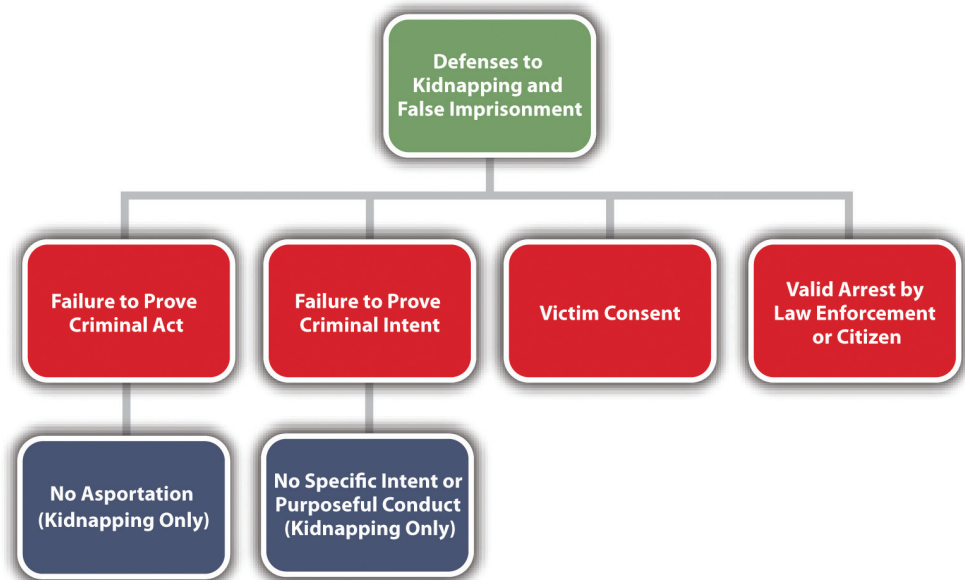 Defenses to
Kidnapping and
False Imprisonment
Failure to Prove
Criminal Act
Failure to Prove
Criminal Intent
Victim Consent
Valid Arrest by
Law Enforcement
or Citizen
No Asportation
(Kidnapping Only)
No Specific Intent or
Purposeful Conduct
(Kidnapping Only)